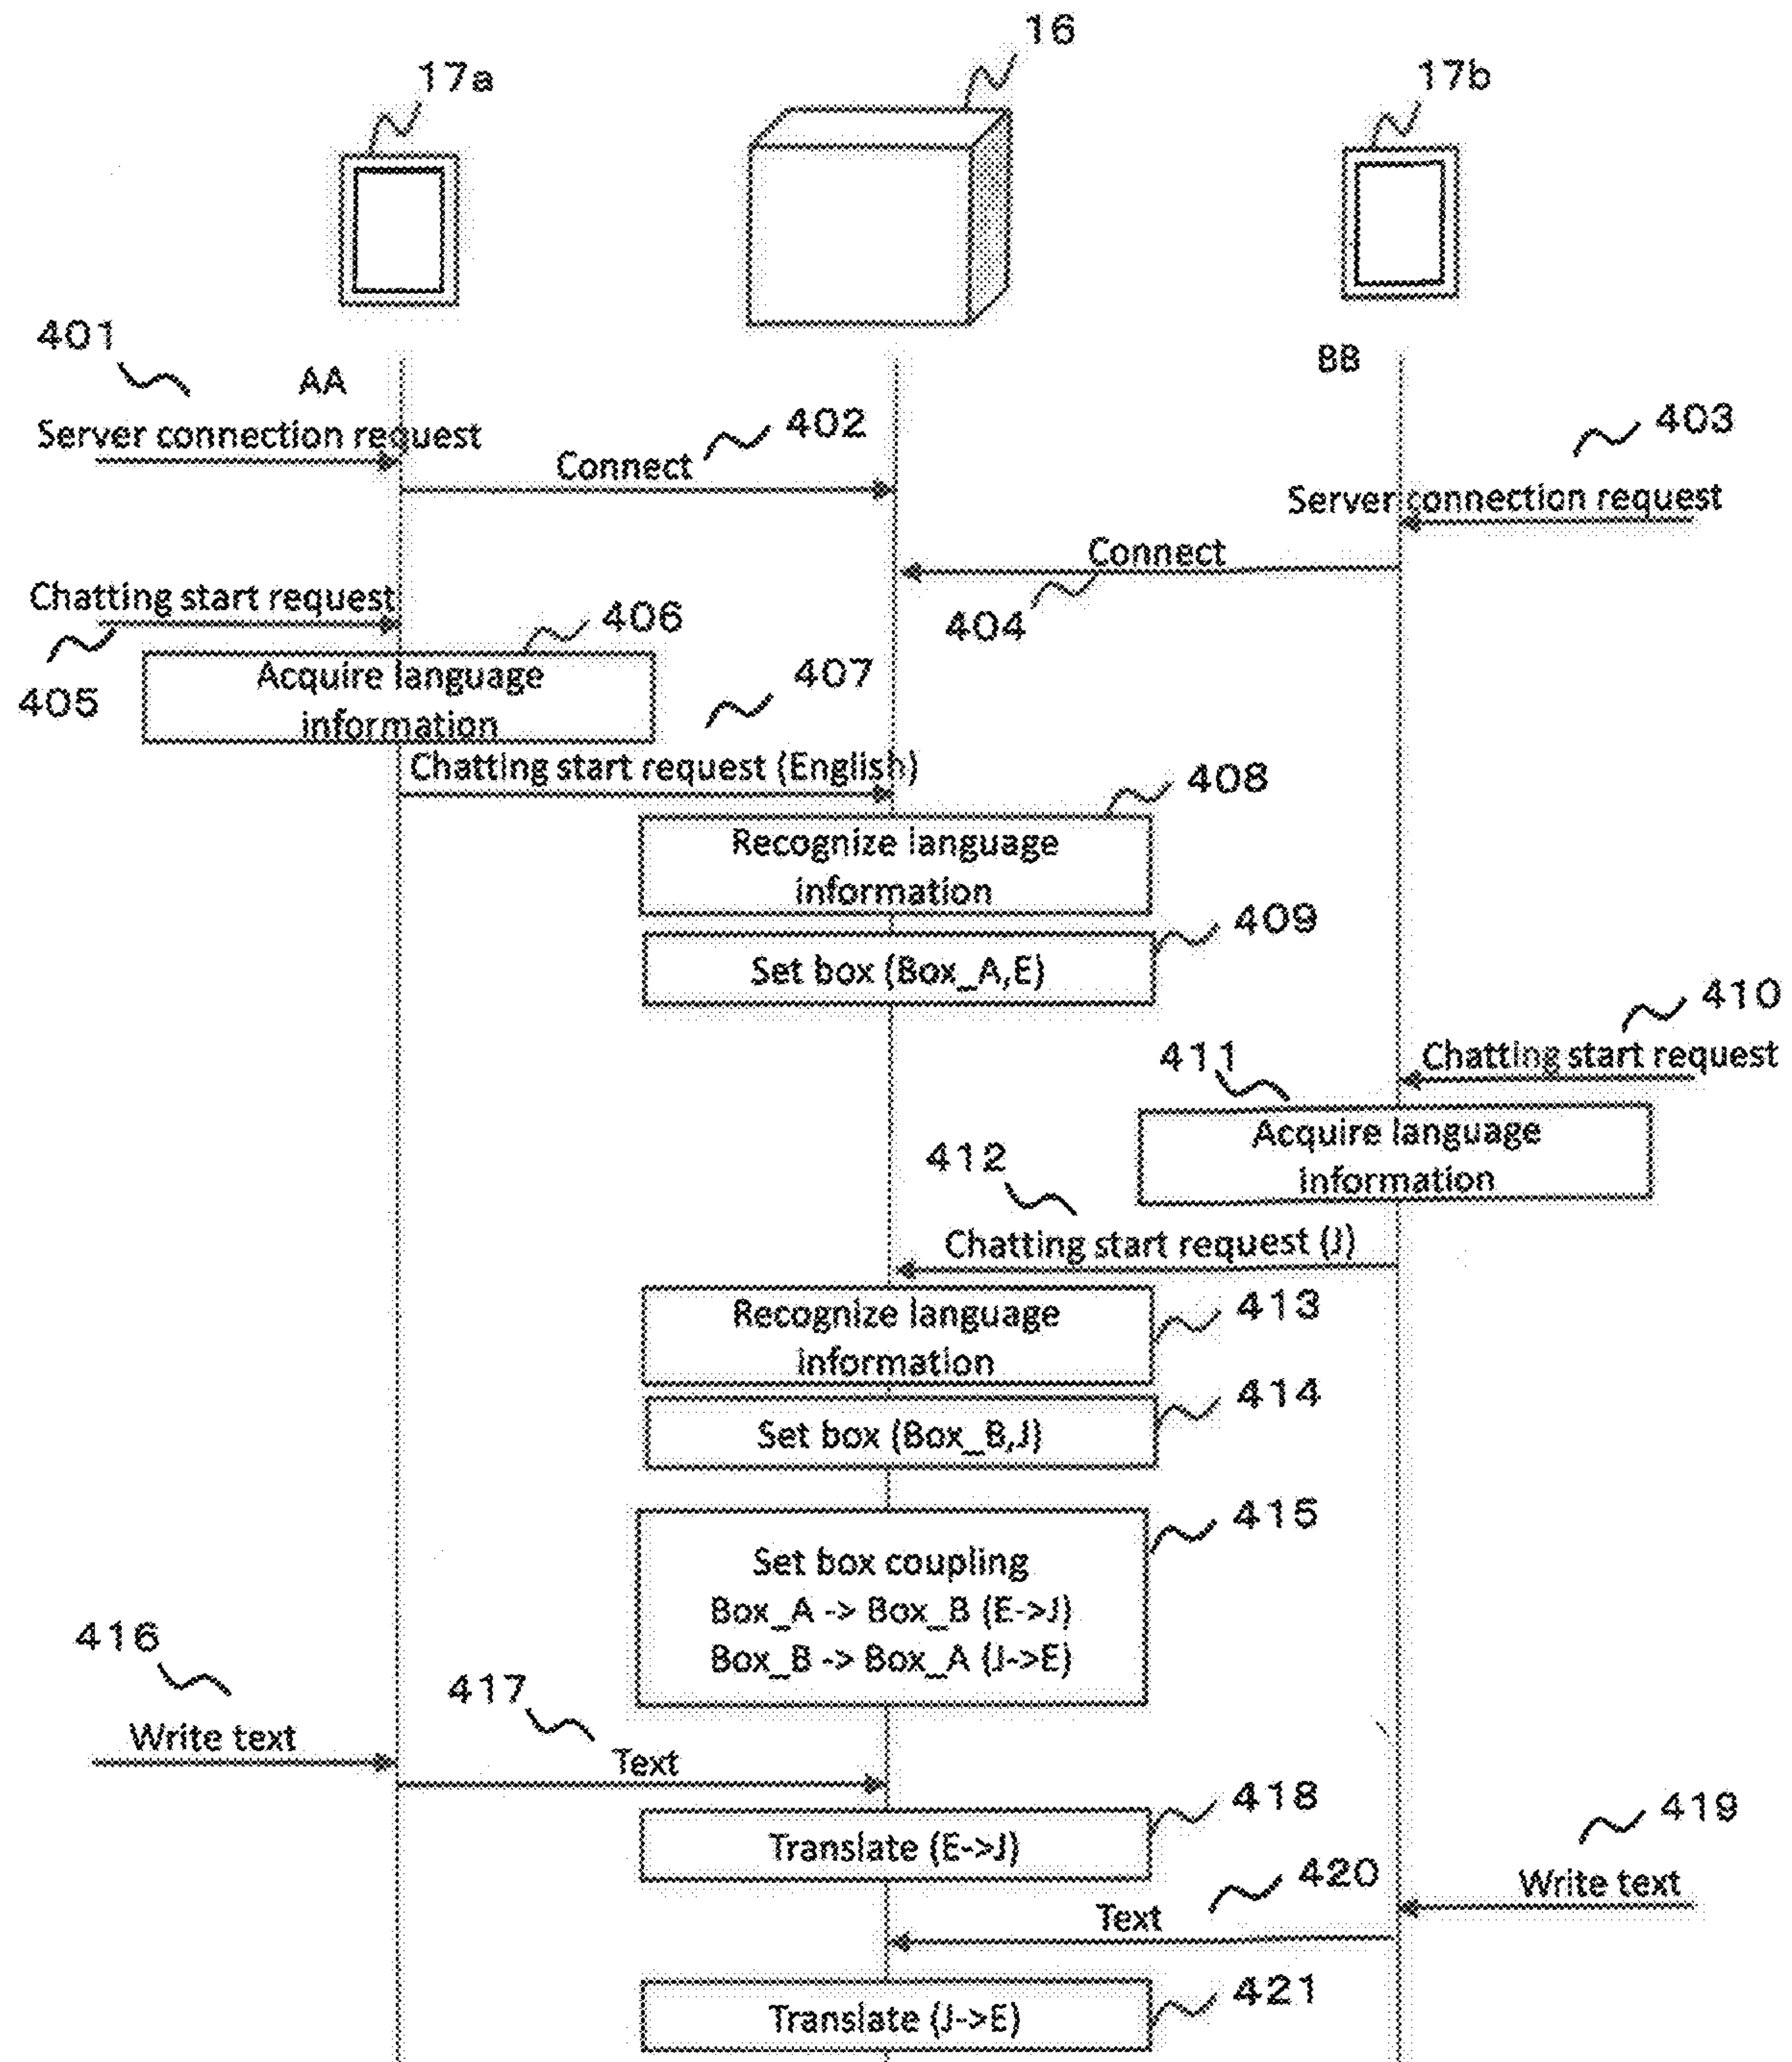 16
17a
17b
401
AA
BB
402
403
Server connection request
Connect
Server connection request
Connect
404
Chatting start request
405
406
Acquire language
information
407
Chatting start request (English)
408
Recognize language
information
409
Set box (Box_A,E)
410
Chatting start request
411
Acquire language
information
412
Chatting start request (J)
Recognize language
information
413
414
Set box (Box_B,J)
415
Set box coupling
Box_A -> Box_B (E->J)
Box_B -> Box_A (J->E)
416
Write text
417
Text
418
Translate (E->J)
419
Write text
420
Text
421
Translate (J->E)